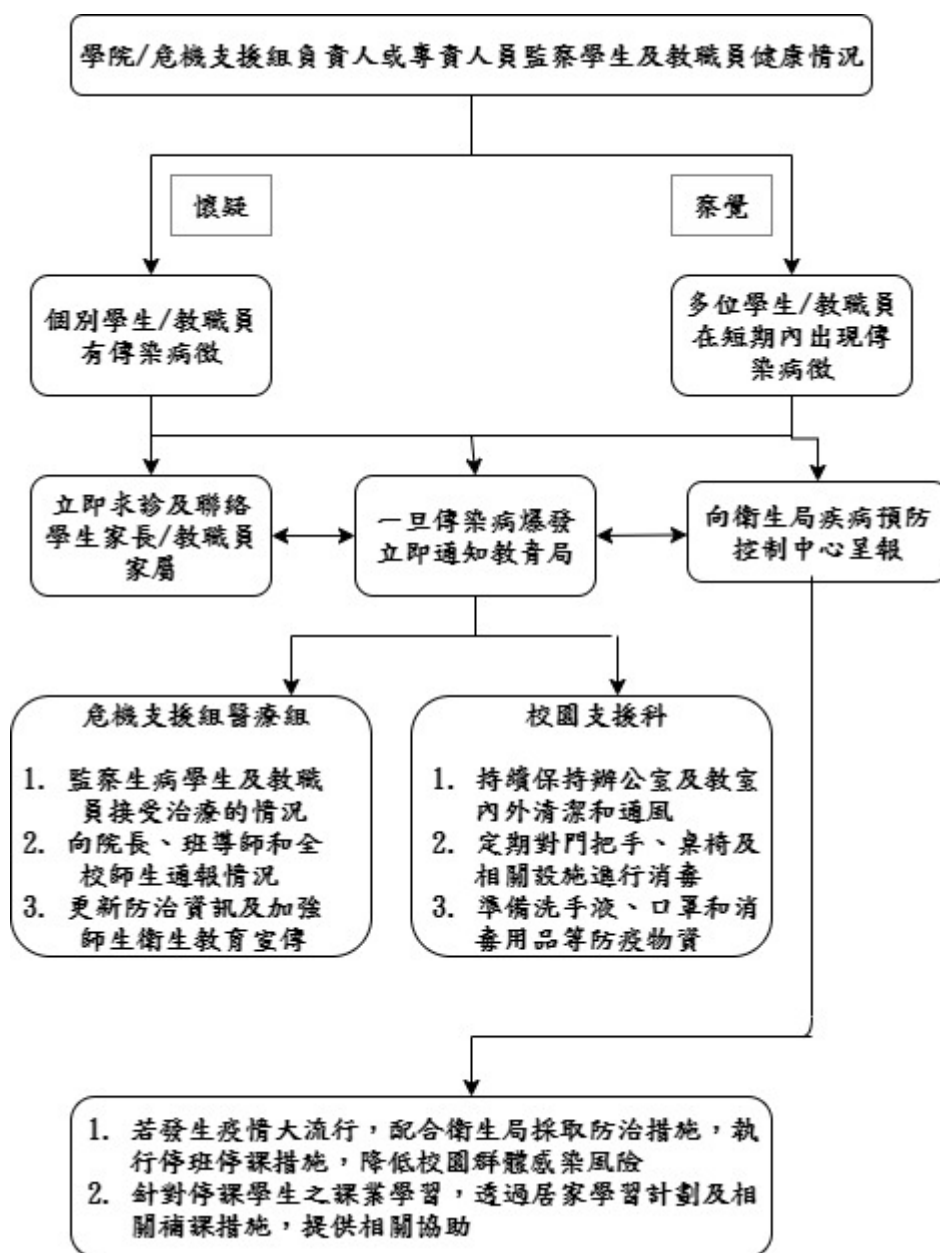 學院/危機支援組負責人或專責人員監察學生及教職員健康情況
懷疑
察覺
個別學生/教職員
有傳染病徵
多位學生/教職員
在短期內出現傳
染病徵
立即求診及聯絡
學生家長/教職員
家屬
一旦傳染病爆發
立即通知教青局
向衛生局疾病預防
控制中心呈報
危機支援組醫療組
1. 監察生病學生及教職
員接受治療的情況
2. 向院長、班導師和全
校師生通報情況
3. 更新防治資訊及加強
師生衛生教育宣傳
校園支援科
1. 持續保持辦公室及教室
內外清潔和通風
2. 定期對門把手、桌椅及
相關設施進行消毒
3. 準備洗手液、口罩和消
毒用品等防疫物資
1. 若發生疫情大流行，配合衛生局採取防治措施，執
行停班停課措施，降低校園群體感染風險
2. 針對停課學生之課業學習，透過居家學習計劃及相
關補課措施，提供相關協助